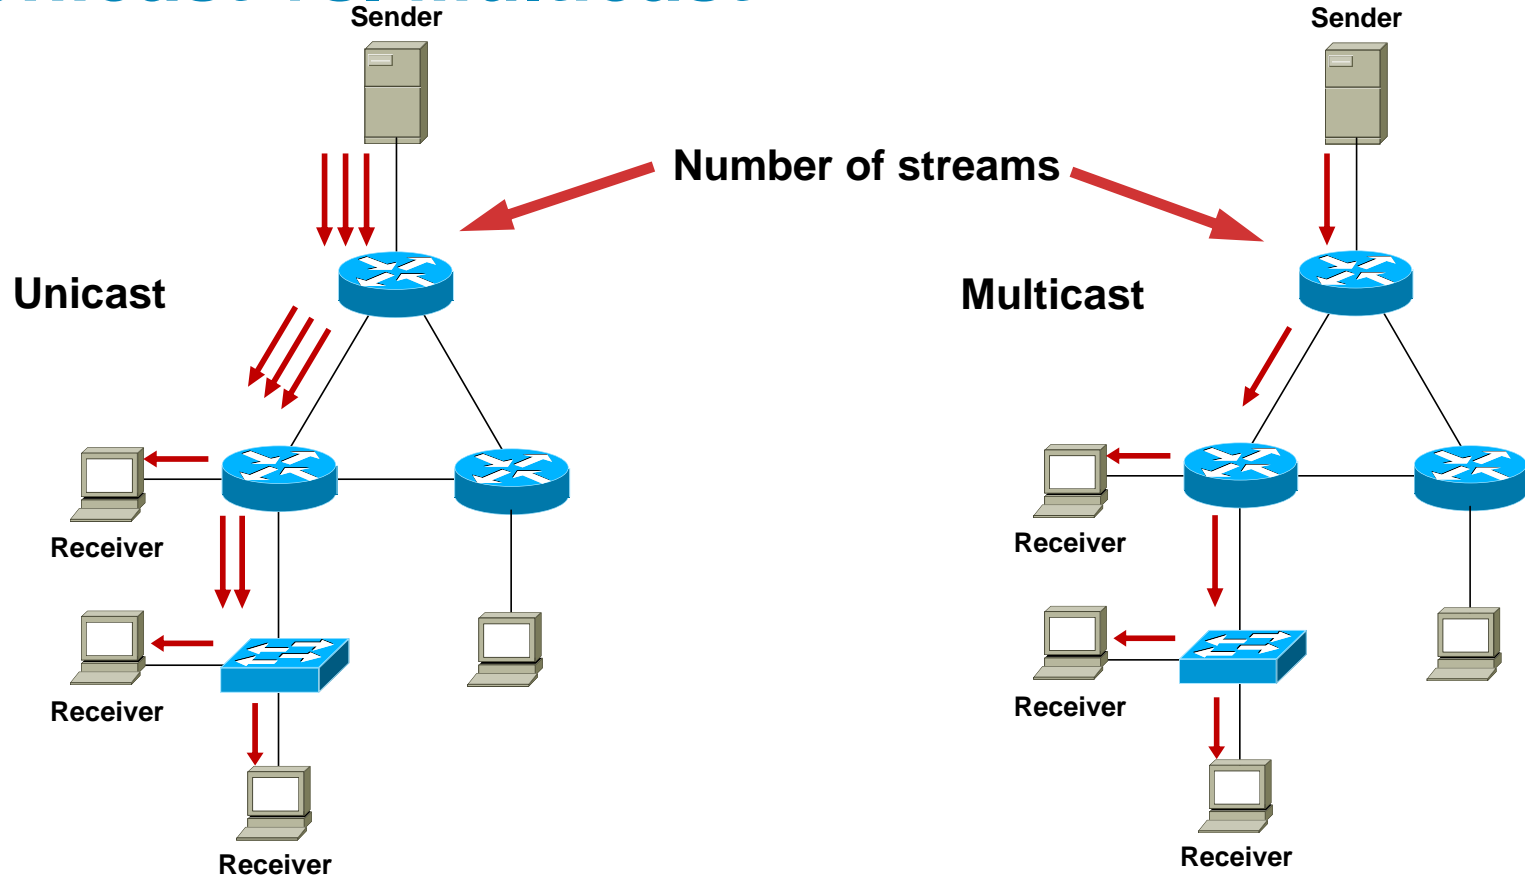 Sender
Sender
Number of streams
Unicast
Multicast
Receiver
Receiver
Receiver
Receiver
Receiver
Receiver